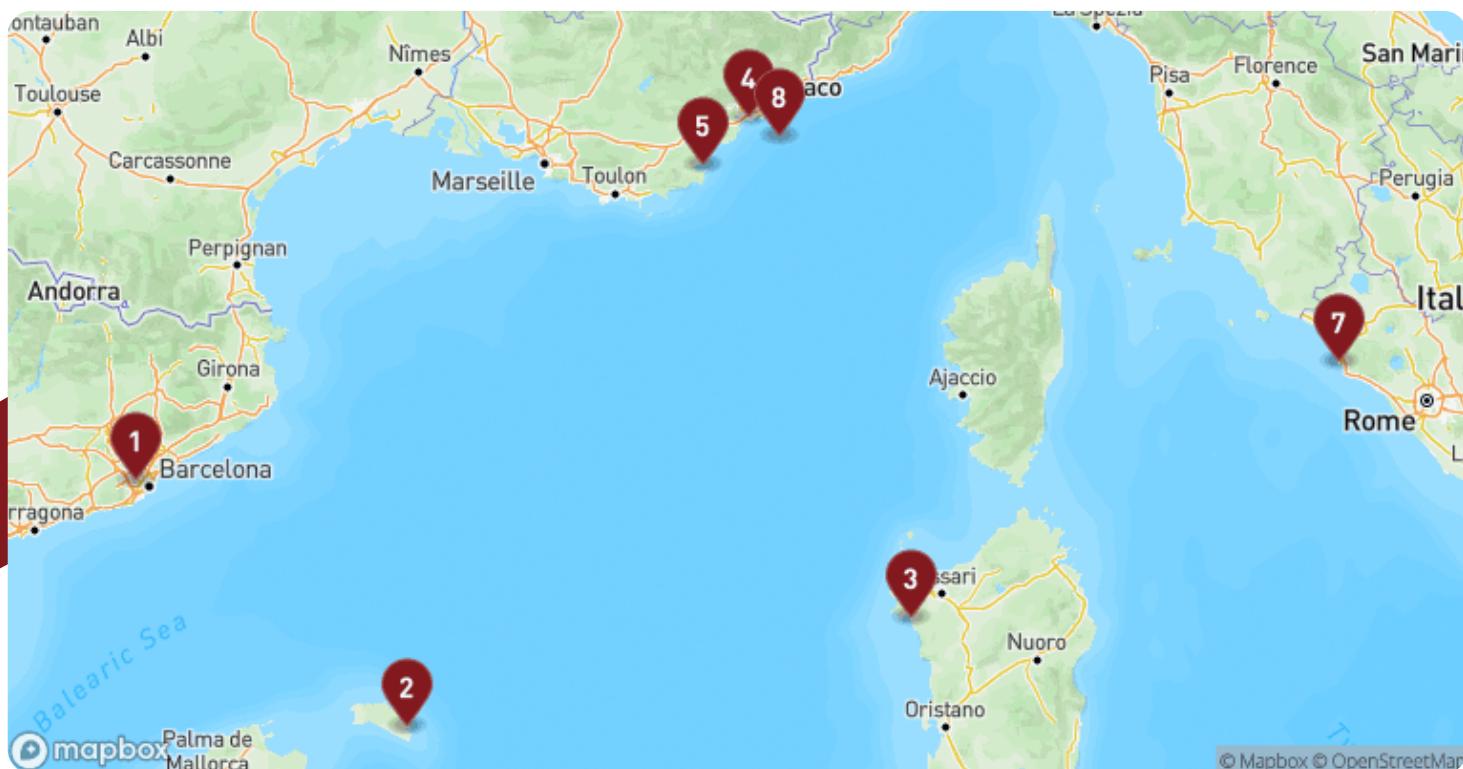 ontauban
Albi
Nîmes
Toulouse
Carcassonne
Marseille
Toulon
Perpignan
Andorra
Girona
Barcelona
rragona
Balearic Sea
Palma de
Mallorca
mapbox
aco
La Spezia
Pisa
Florence
San Mari
Perugia
Ital
Rome
L
Ajaccio
ssari
Nuoro
Oristano
Ty
1
2
3
4
5
7
8
© Mapbox © OpenStreetMap